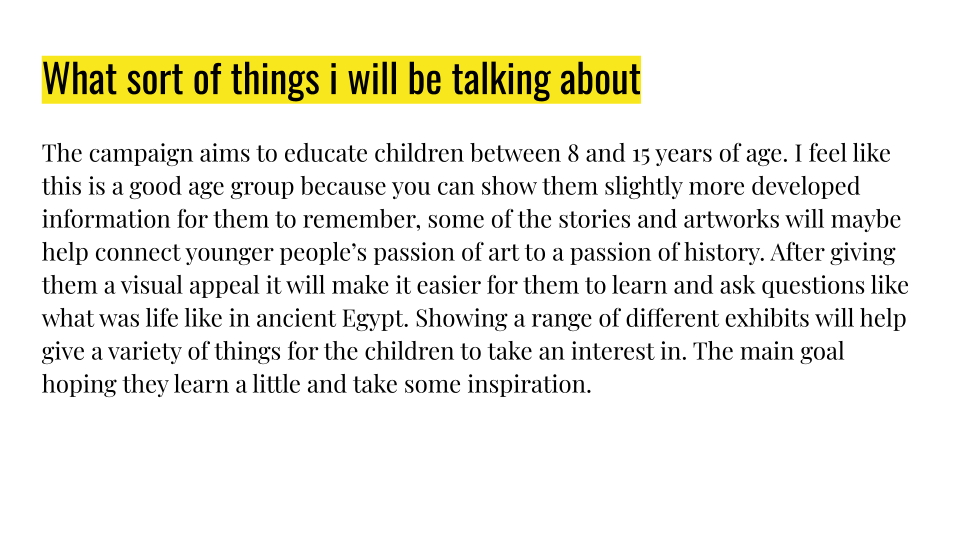 What sort of things i will be talking about
The campaign aims to educate children between 8 and 15 years of age. I feel like
this is a good age group because you can show them slightly more developed
information for them to remember, some of the stories and artworks will maybe
help connect younger people’s passion of art to a passion of history. After giving
them a visual appeal it will make it easier for them to learn and ask questions like
what was life like in ancient Egypt. Showing a range of different exhibits will help
give a variety of things for the children to take an interest in. The main goal
hoping they learn a little and take some inspiration.